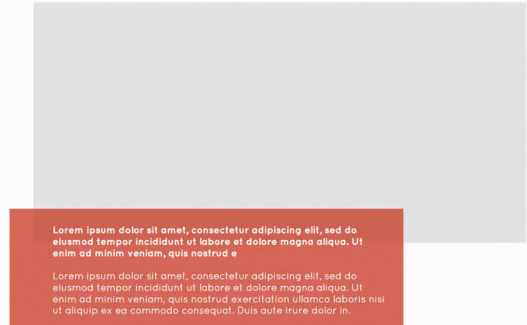 Lorem ipsum dolor sit amet, consectetur adipiscing elit, sed do
eiusmod tempor incididunt ut labore et dolore magna aliqua. Ut
enim ad minim veniam, quis nostrud e
Lorem ipsum dolor sit amet, consectetur adipiscing elit, sed do
eiusmod tempor incididunt ut labore et dolore magna aliqua. Ut
enim ad minim veniam, quis nostrud exercitation ullamco laboris nisi
ut aliquip ex ea commodo consequat. Duis aute irure dolor in.